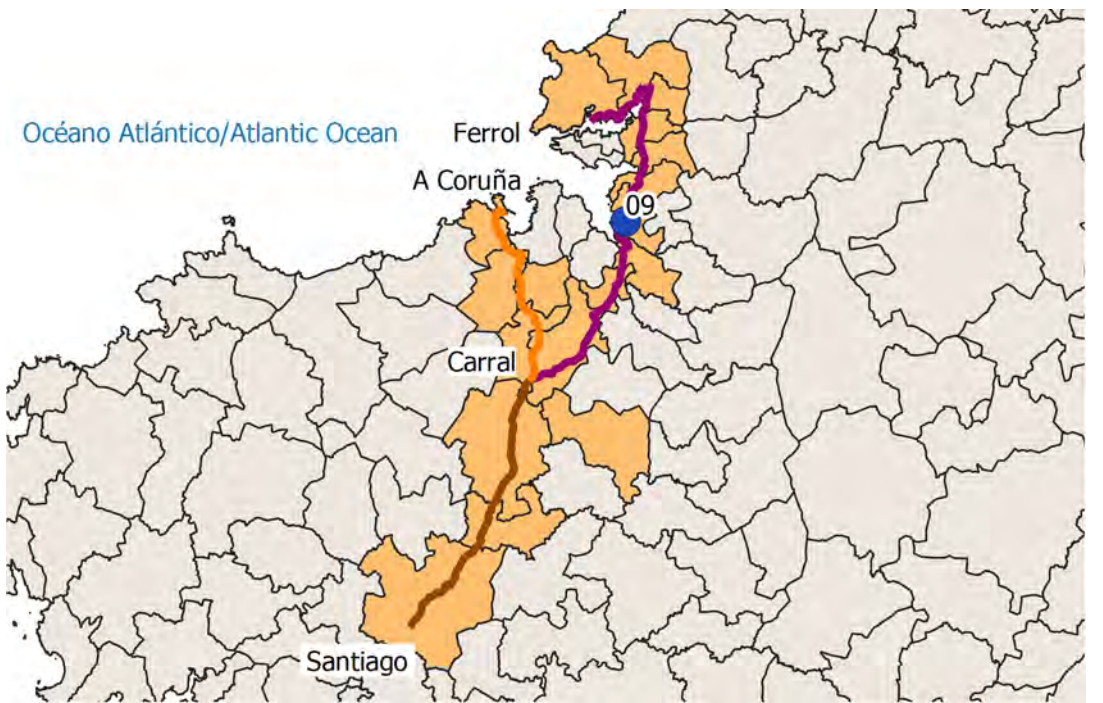 Océano Atlántico/Atlantic Ocean
Ferrol
A Coruña
09
Carral
Santiago